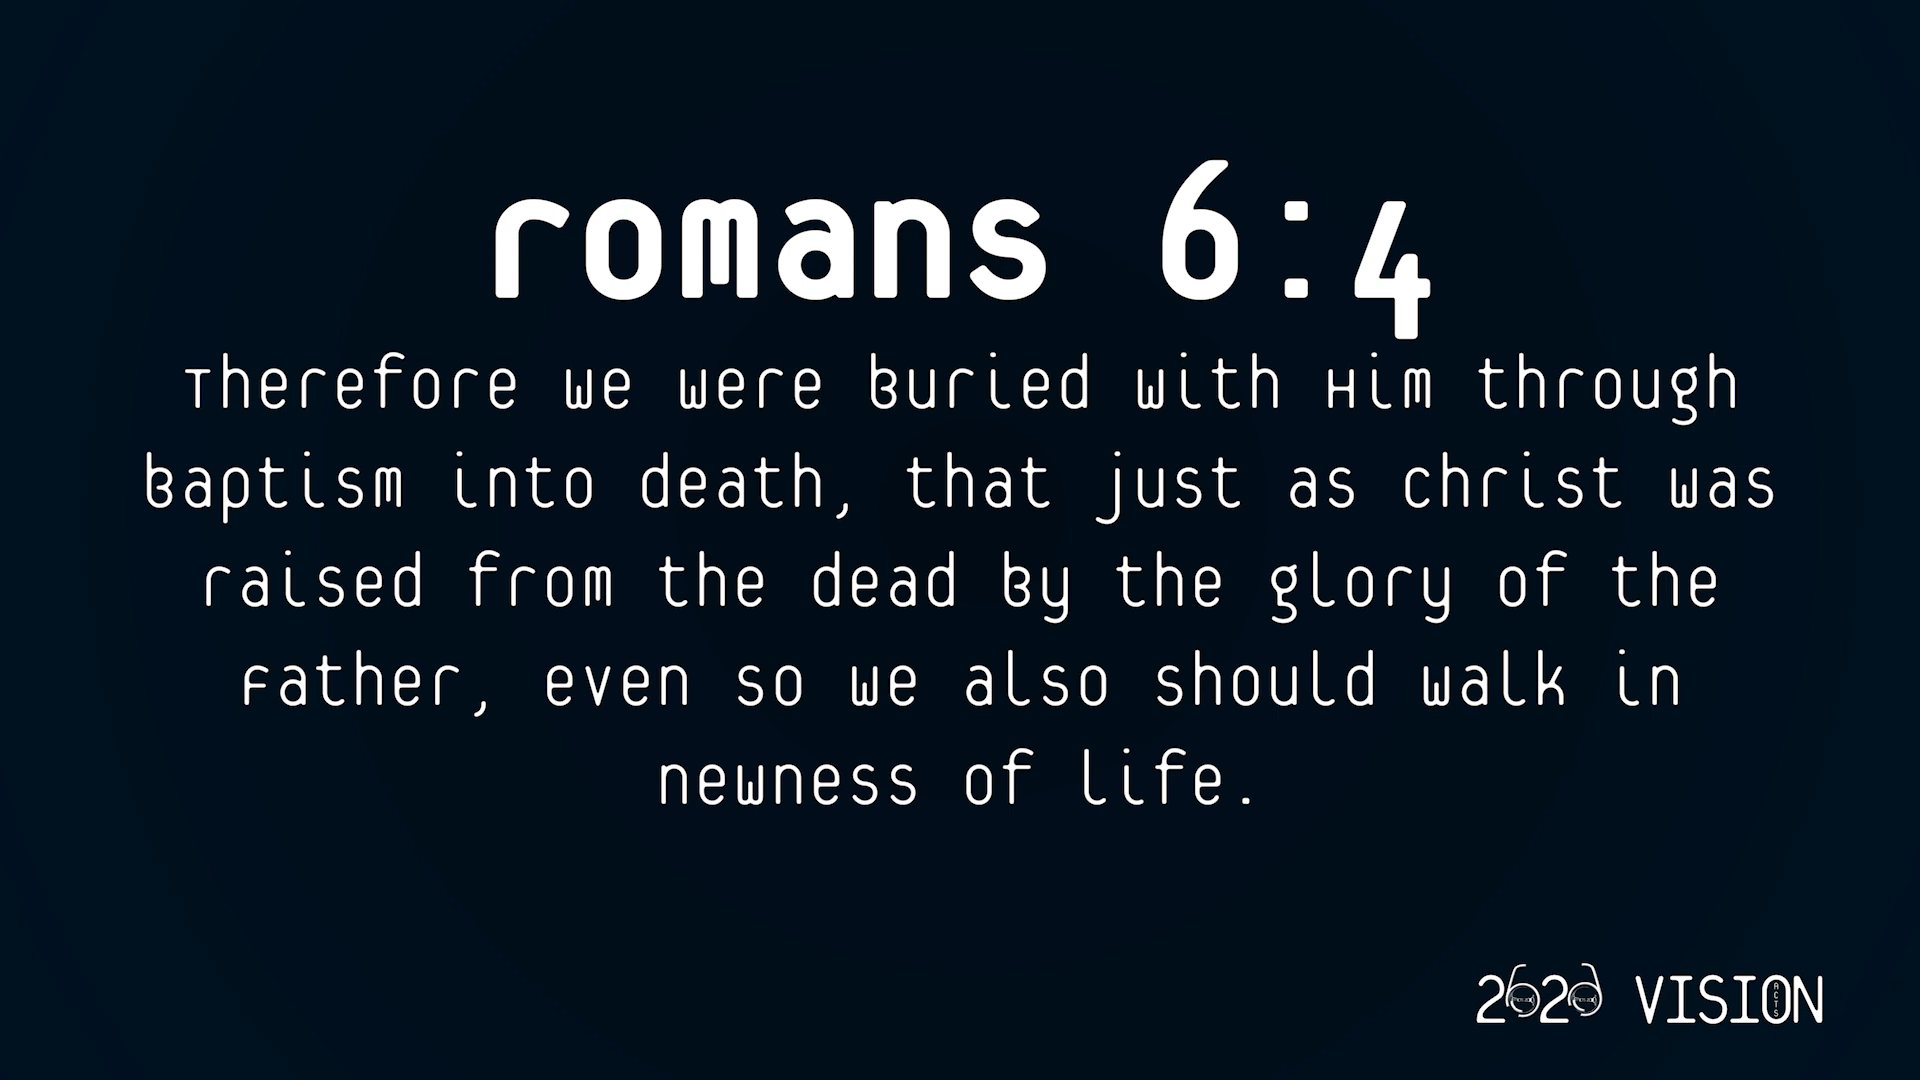 romans 6:4
Therefore we were buried with Him through
baptism into death, that just as christ was
raised from the dead by the glory of the
Father, even so we also should walk in
newness of life.
2020 VISION
ACTS